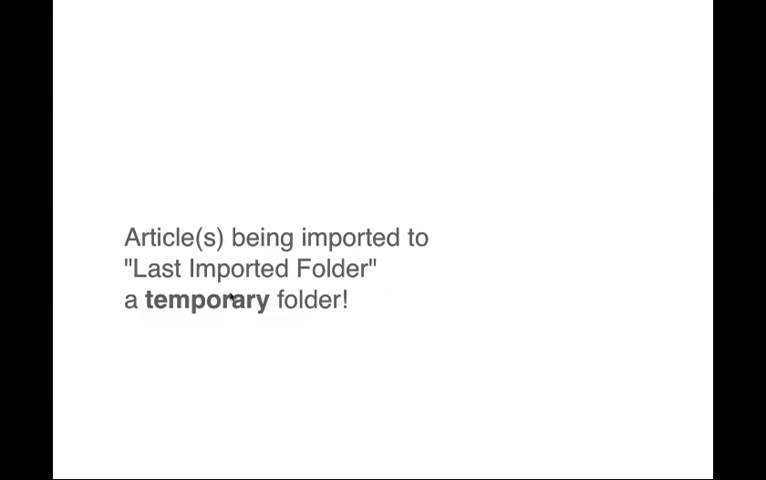 Article(s) being imported to
"Last Imported Folder"
a temporary folder!